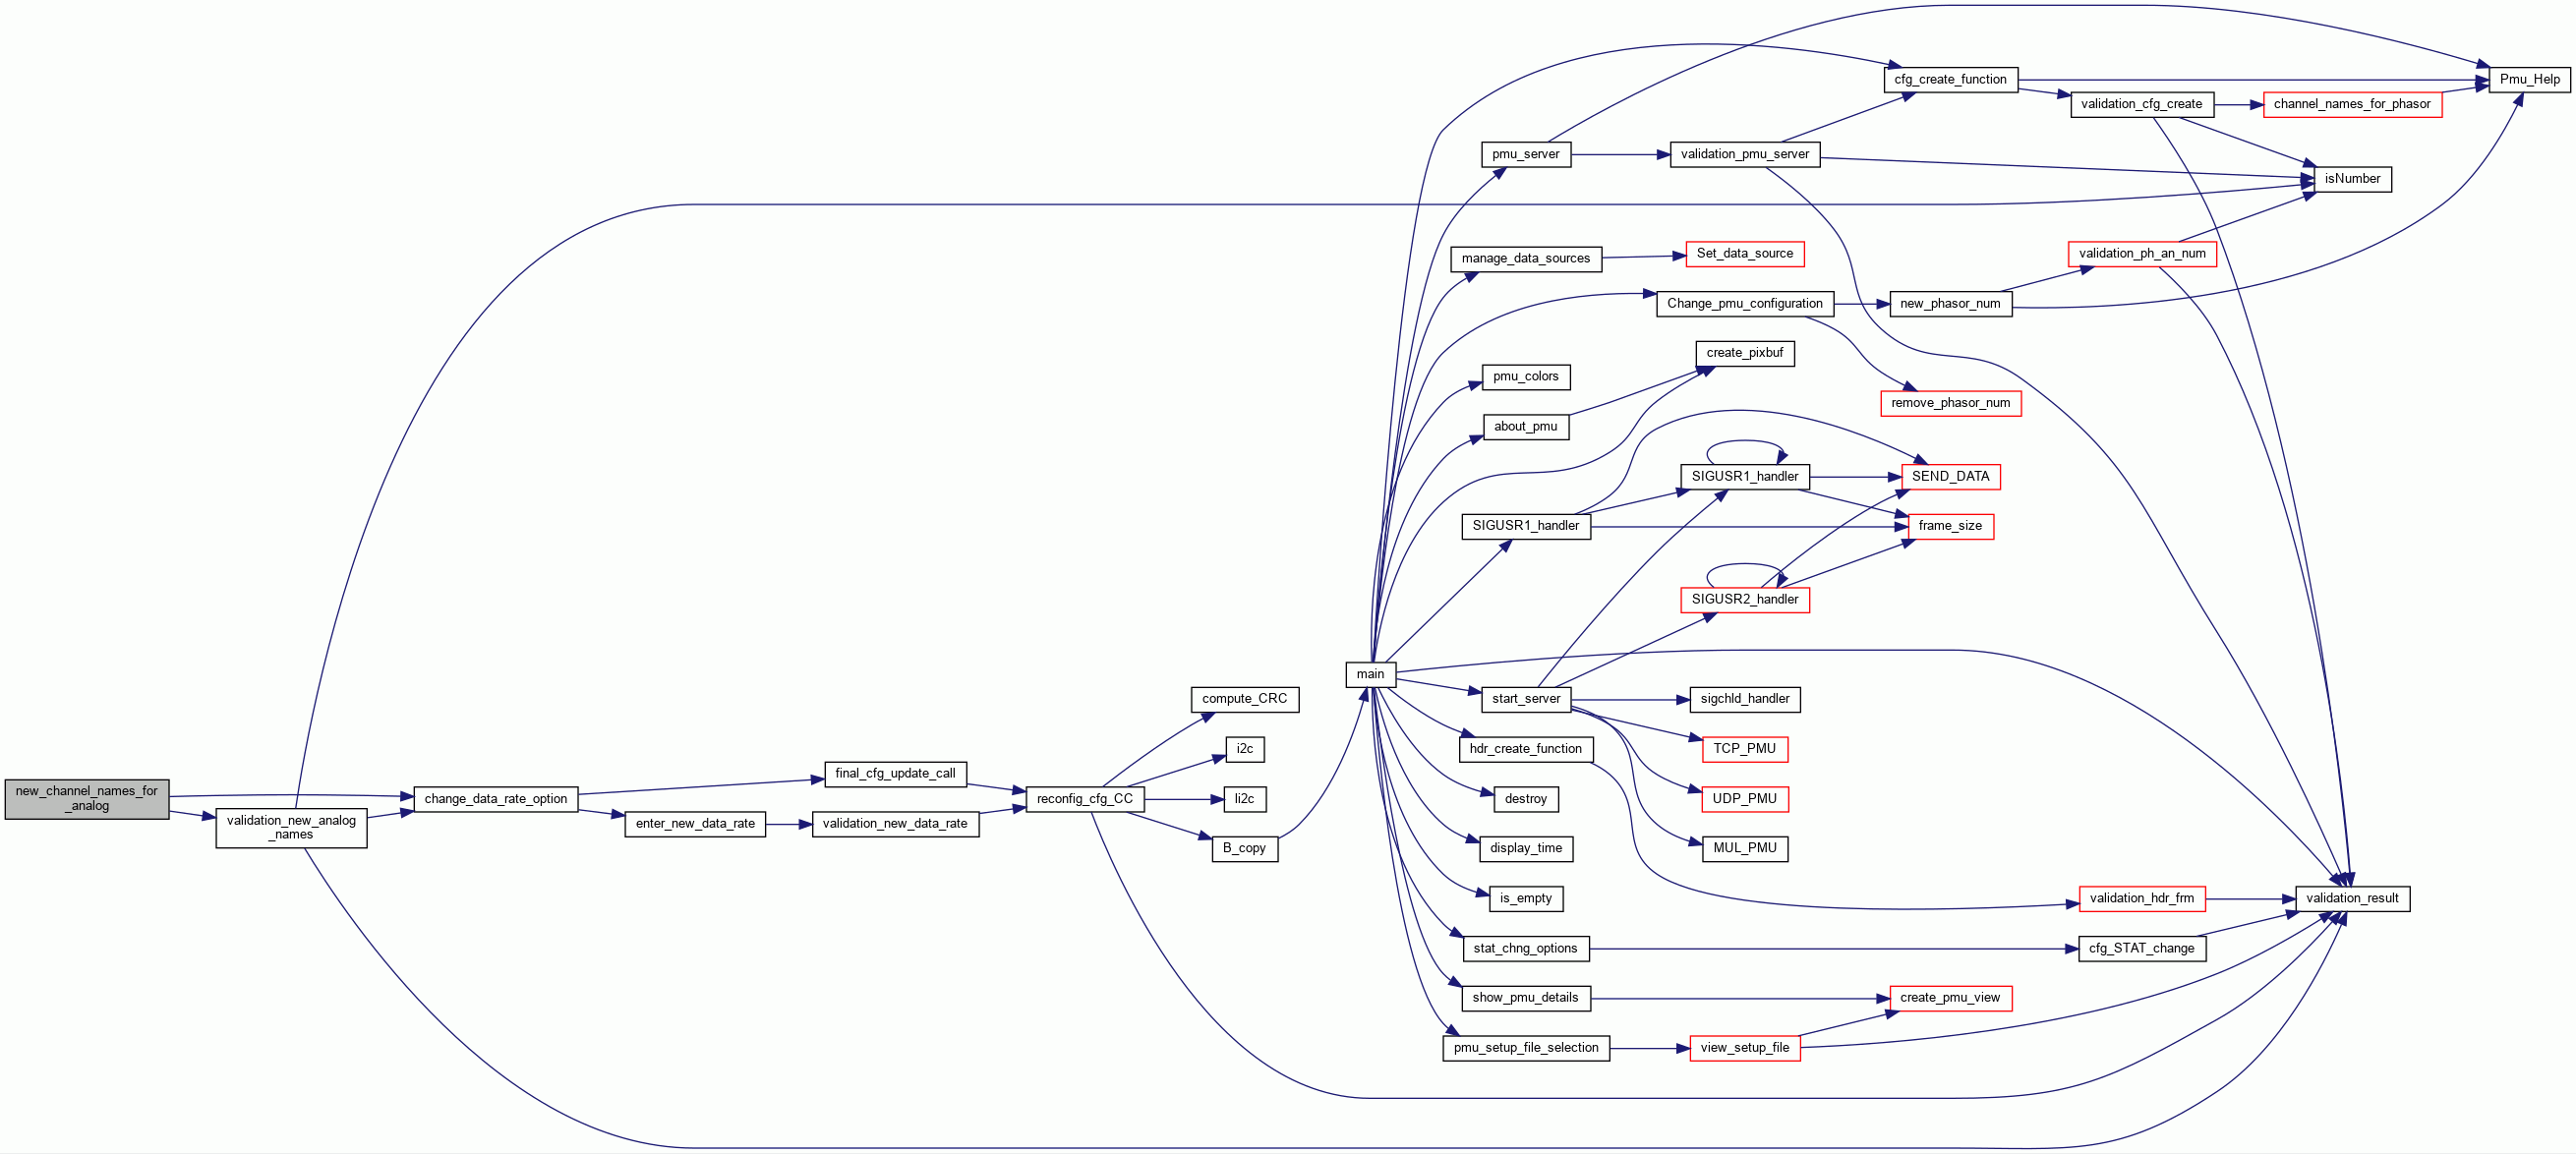 new_channel_names_for
_analog
validation_new_analog
_names
change_data_rate_option
final_cfg_update_call
enter_new_data_rate
validation_new_data_rate
reconfig_cfg_CC
compute_CRC
i2c
li2c
B_copy
main
pmu_server
manage_data_sources
Change_pmu_configuration
pmu_colors
about_pmu
create_pixbuf
SIGUSR1_handler
SIGUSR1_handler
SIGUSR2_handler
start_server
sigchld_handler
hdr_create_function
TCP_PMU
destroy
UDP_PMU
display_time
MUL_PMU
is_empty
stat_chng_options
show_pmu_details
pmu_setup_file_selection
view_setup_file
cfg_create_function
validation_pmu_server
Set_data_source
new_phasor_num
remove_phasor_num
SEND_DATA
frame_size
validation_cfg_create
channel_names_for_phasor
Pmu_Help
isNumber
validation_ph_an_num
validation_hdr_frm
validation_result
cfg_STAT_change
create_pmu_view